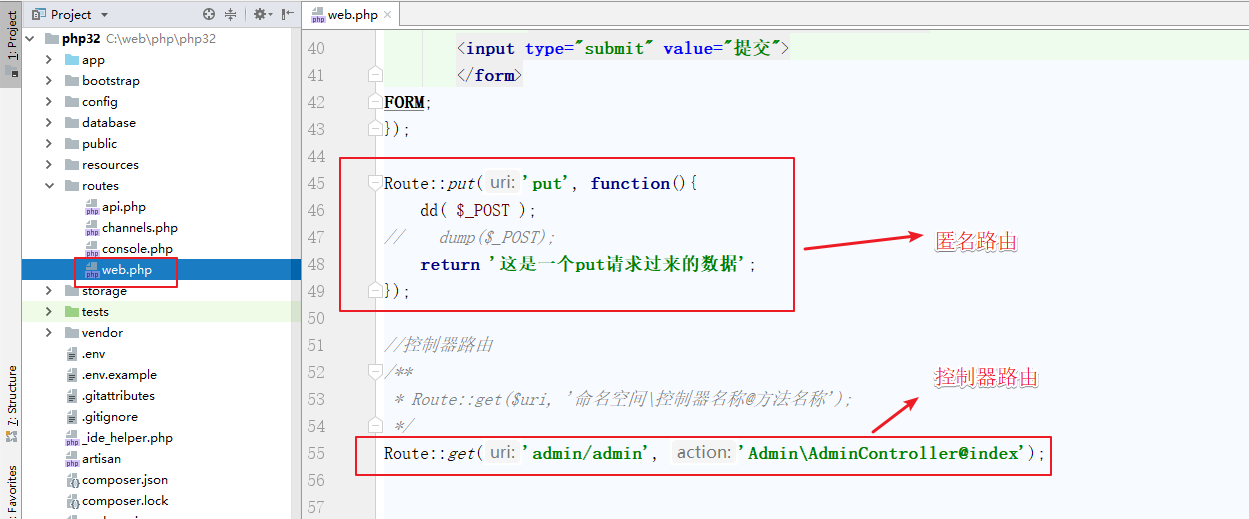 1: Project
Project
php32 C:\web\php\php32
app
bootstrap
config
database
public
resources
routes
api.php
channels.php
console.php
web.php
storage
tests
vendor
.env
.env.example
.gitattributes
.gitignore
_ide_helper.php
artisan
composer.json
composer.lock
7: Structure
Favorites
web.php
40 <input type="submit" value="提交">
41 </form>
42 FORM;
43 });
44
45 Route::put( uri: 'put', function(){
46 dd( $_POST );
47 // dump($_POST);
48 return '这是一个put请求过来的数据';
49 });
50
51 //控制器路由
52 /**
53 * Route::get($uri, '命名空间\控制器名称@方法名称');
54 */
55 Route::get( uri: 'admin/admin', action: 'Admin\AdminController@index');
56
57
匿名路由
控制器路由